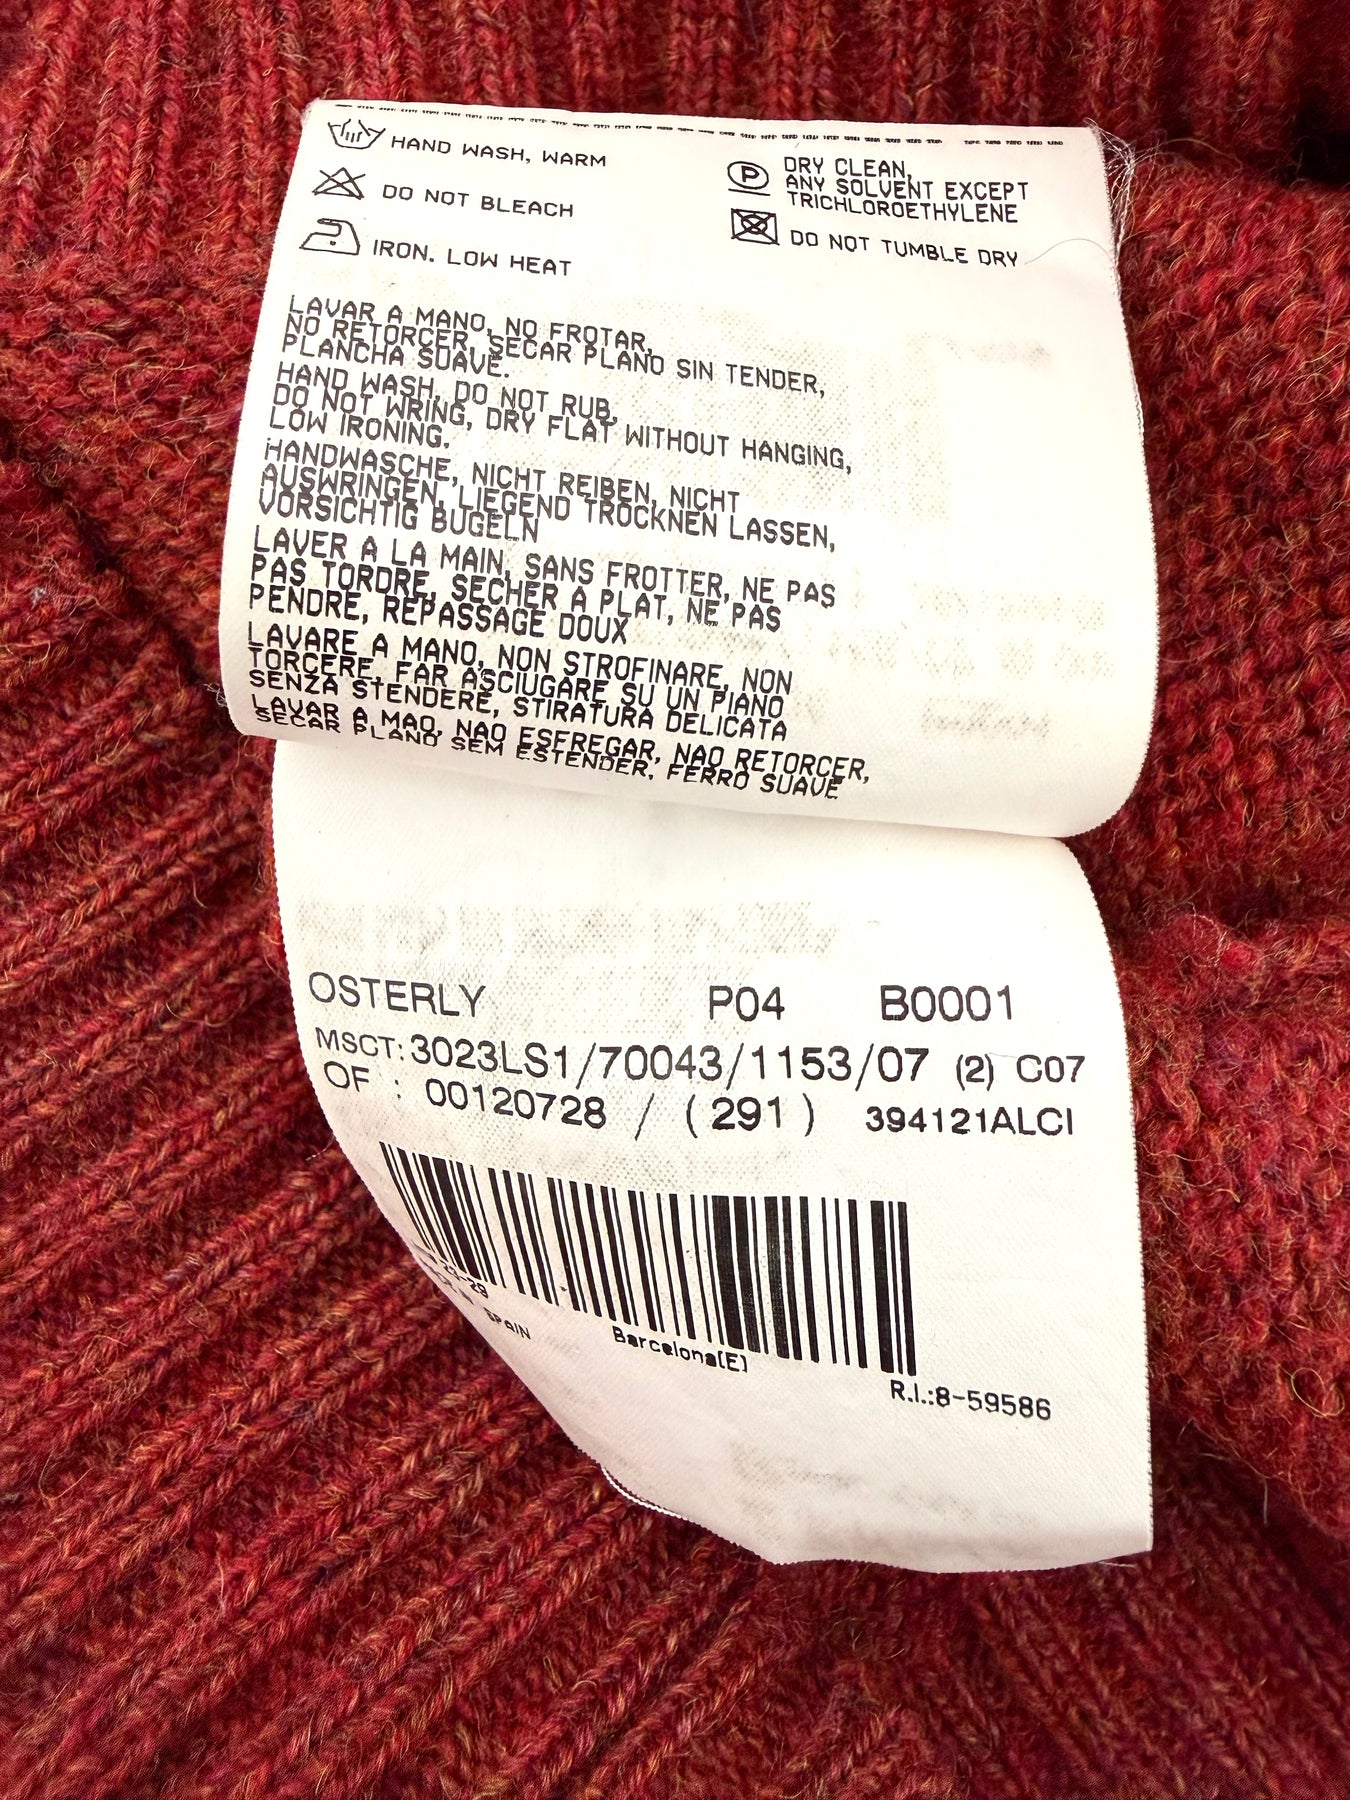 HAND WASH, WARM
DO NOT BLEACH
IRON. LOW HEAT
P
DRY CLEAN,
ANY SOLVENT EXCEPT
TRICHLOROETHYLENE
DO NOT TUMBLE DRY
LAVAR A MANO, NO FROTAR,
NO RETORCER, SECAR PLANO SIN TENDER,
PLANCHA SUAVE.
HAND WASH, DO NOT RUB,
DO NOT WRING, DRY FLAT WITHOUT HANGING,
LOW IRONING.
HANDWASCHE, NICHT REIBEN, NICHT
AUSWRINGEN, LIEGEND TROCKNEN LASSEN,
VORSICHTIG BUGELN
LAVER A LA MAIN, SANS FROTTER, NE PAS
PAS TORDRE, SECHER A PLAT, NE PAS
PENDRE, REPASSAGE DOUX
LAVARE A MANO, NON STROFINARE, NON
TORCERE, FAR ASCIUGARE SU UN PIANO
SENZA STENDERE, STIRATURA DELICATA
LAVAR A MAO, NAO ESFREGAR, NAO RETORCER,
SECAR PLANO SEM ESTENDER, FERRO SUAVE
OSTERLY P04 B0001
MSCT:3023LS1/70043/1153/07 (2) C07
OF : 00120728 / (291) 394121ALCI
SPAIN
Barcelona(E)
R.I.:8-59586